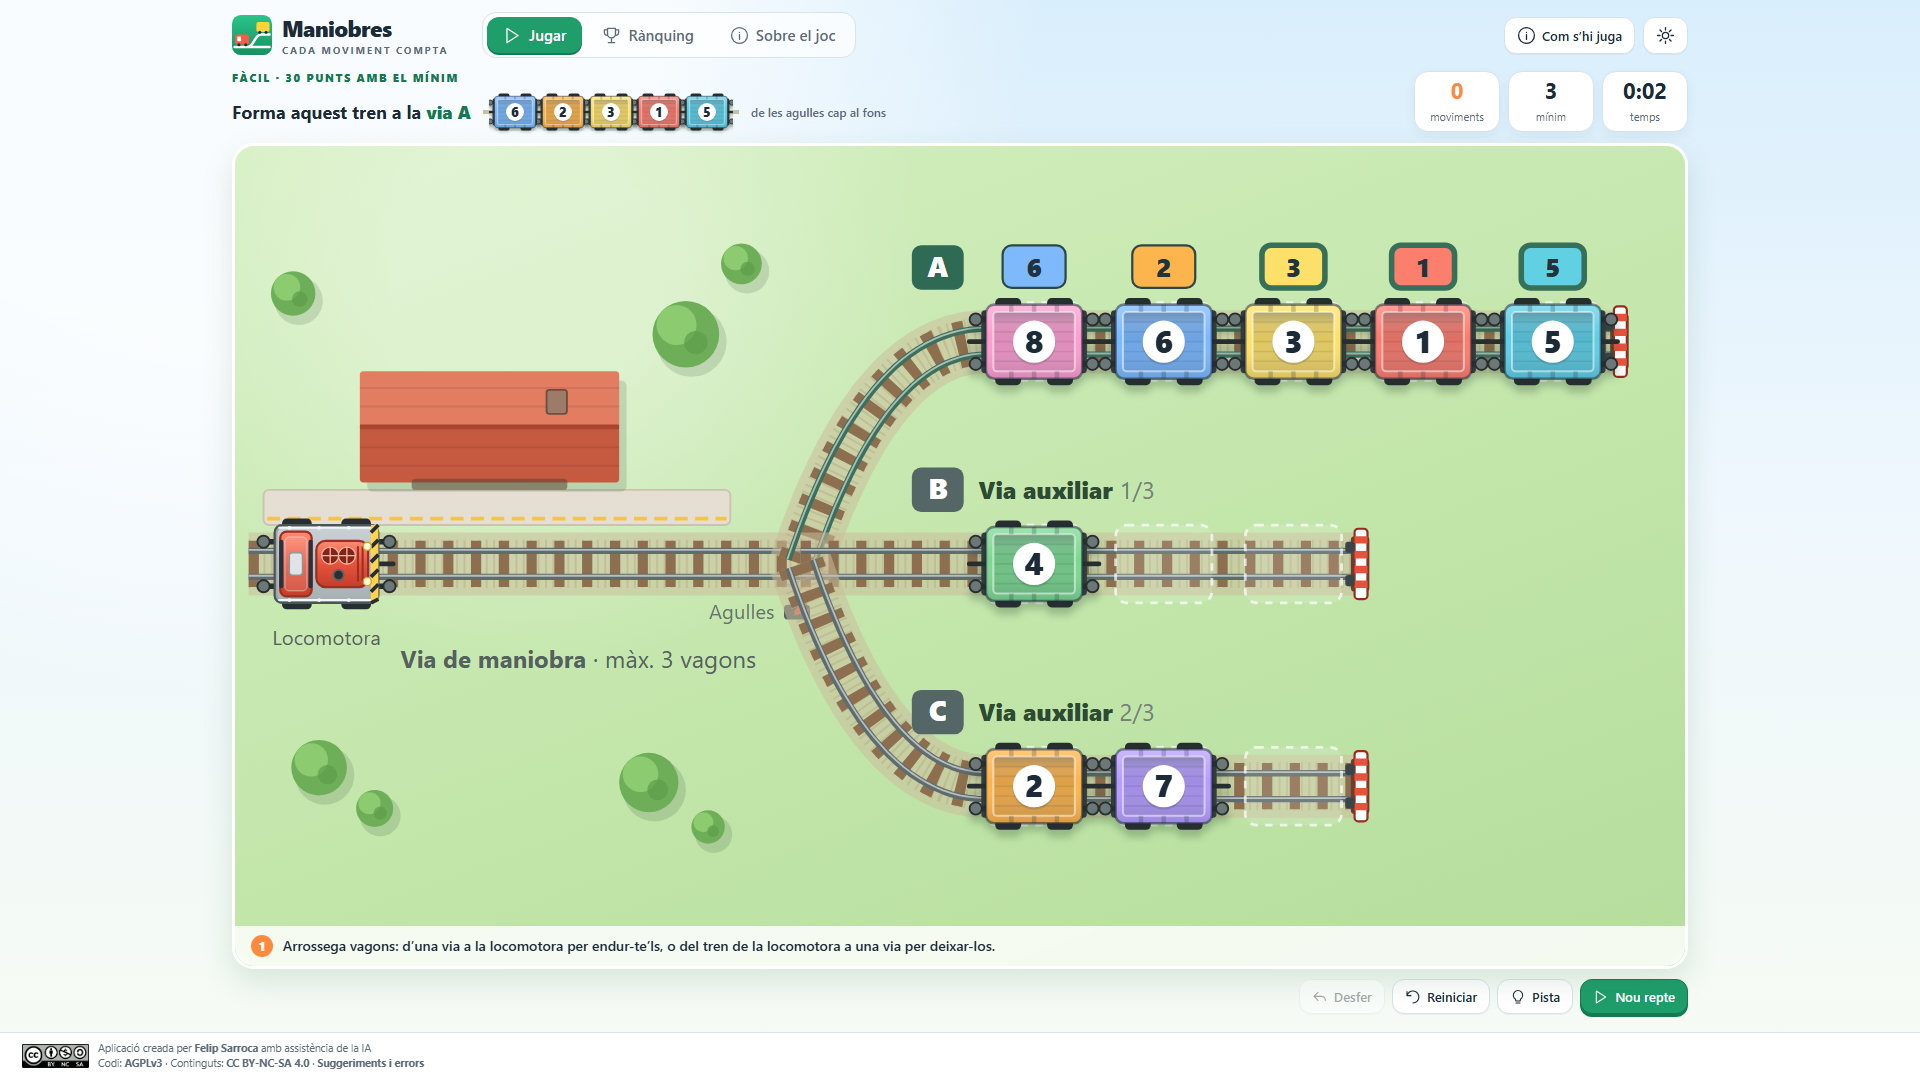 Maniobres
CADA MOVIMENT COMPTA
Jugar
Rànquing
Sobre el joc
Com s'hi juga
FÀCIL · 30 PUNTS AMB EL MÍNIM
Forma aquest tren a la via A
6 2 3 1 5
de les agulles cap al fons
0
moviments
3
mínim
0:02
temps
A 6 2 3 1 5
8 6 3 1 5
B Via auxiliar 1/3
4
Agulles
Locomotora
Via de maniobra · màx. 3 vagons
C Via auxiliar 2/3
2 7
1 Arrossega vagons: d'una via a la locomotora per endur-te'ls, o del tren de la locomotora a una via per deixar-los.
Desfer
Reiniciar
Pista
Nou repte
CC BY NC SA
Aplicació creada per Felip Sarroca amb assistència de la IA
Codi: AGPLv3 · Continguts: CC BY-NC-SA 4.0 · Suggeriments i errors